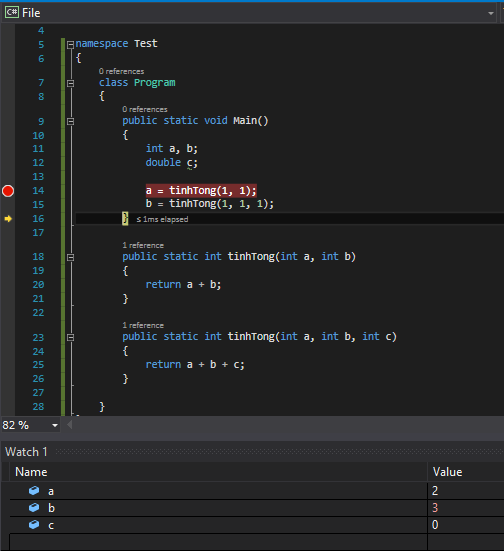 C# File
4
5 namespace Test
6 {
0 references
7 class Program
8 {
0 references
9 public static void Main()
10 {
11 int a, b;
12 double c;
13
14 a = tinhTong(1, 1);
15 b = tinhTong(1, 1, 1);
16 } ≤ 1ms elapsed
17
1 reference
18 public static int tinhTong(int a, int b)
19 {
20 return a + b;
21 }
22
1 reference
23 public static int tinhTong(int a, int b, int c)
24 {
25 return a + b + c;
26 }
27
28 }
82 %
Watch 1
Name Value
a 2
b 3
c 0